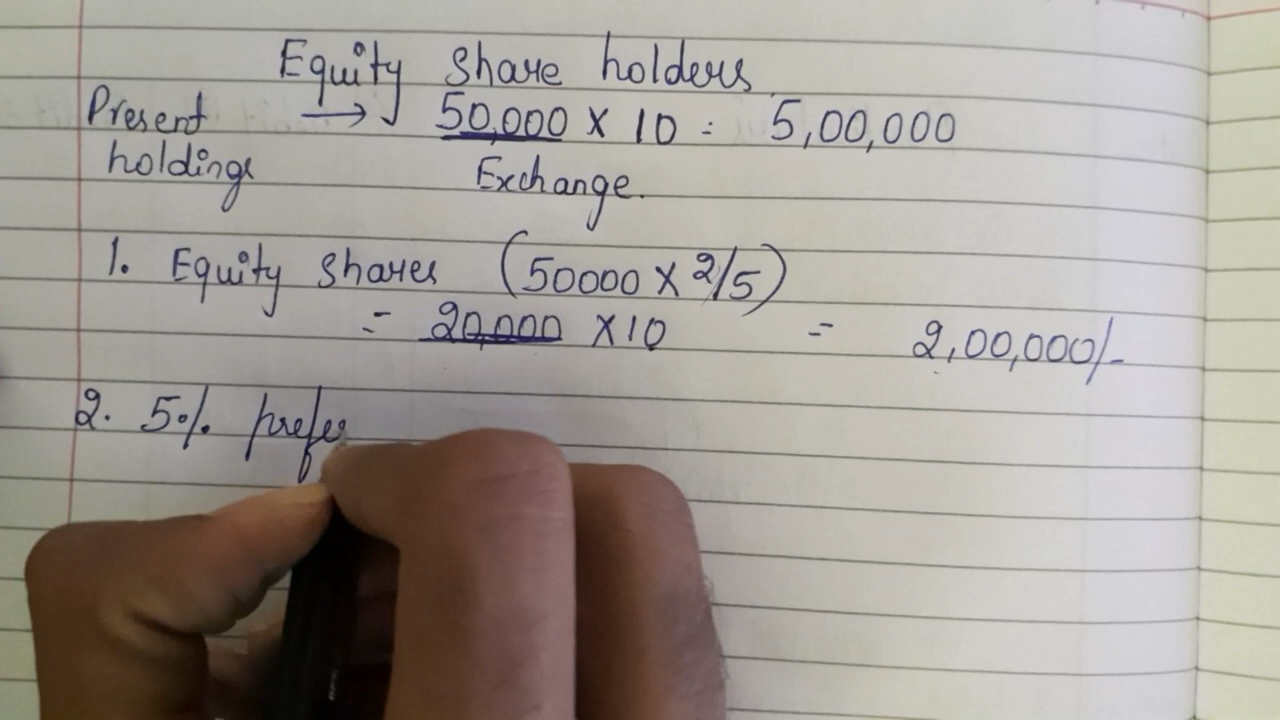 Equity share holders
Present → 50,000 X 10 = 5,00,000
holdings Exchange.
1. Equity shares (50000 X 2/5)
= 20,000 X10 = 2,00,000/-
2. 5% prefe